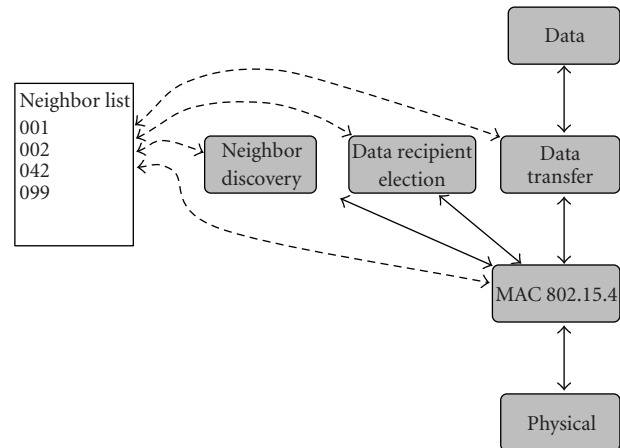 Data
Neighbor list
001
002
042
099
Neighbor
discovery
Data recipient
election
Data
transfer
MAC 802.15.4
Physical